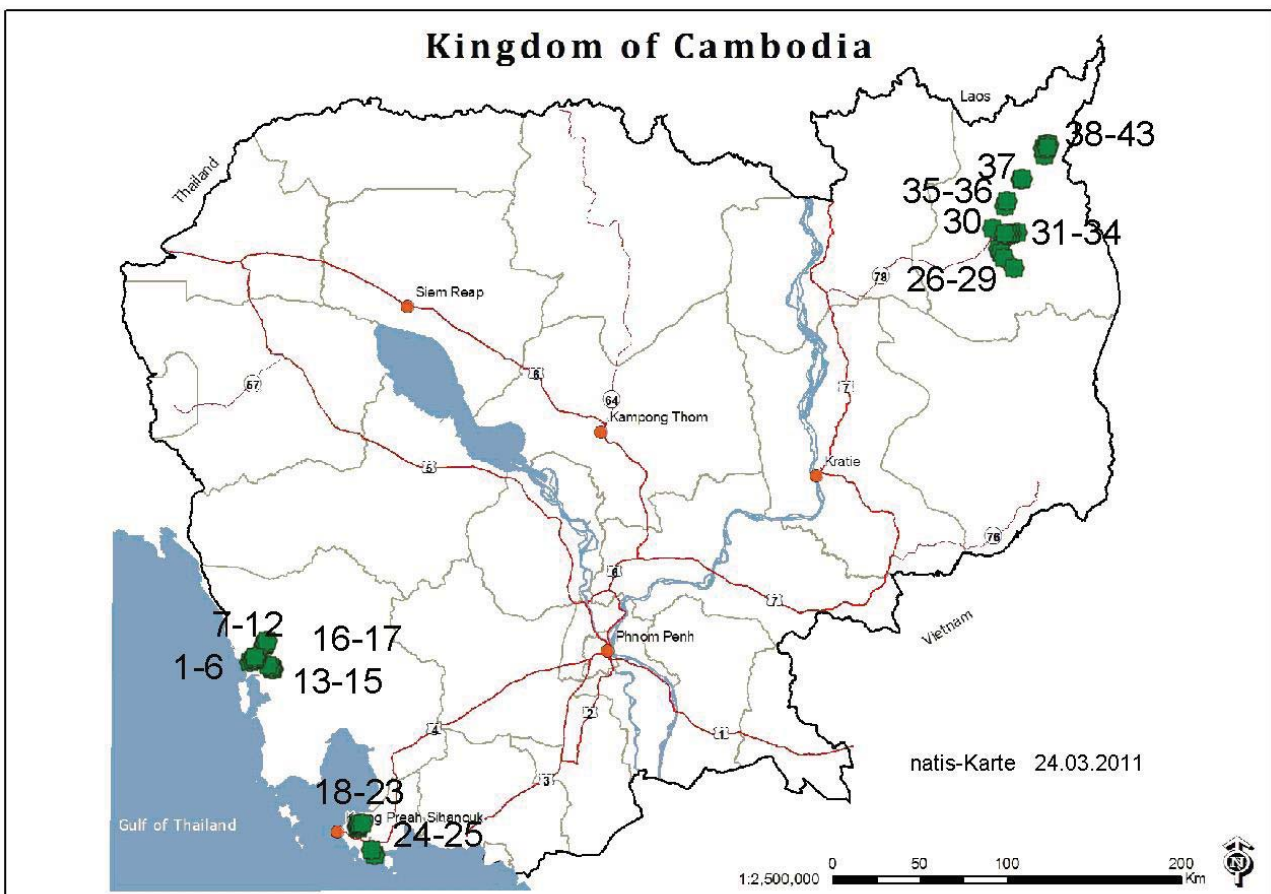 Kingdom of Cambodia
Laos
Thailand
38-43
37
35-36
30
31-34
26-29
78
Siem Reap
57
6
64
7
Kampong Thom
5
Kratie
76
6
7
Vietnam
7-12
16-17
1-6
13-15
Phnom Penh
4
2
1
3
natis-Karte 24.03.2011
18-23
Preah Sihanouk
24-25
Gulf of Thailand
0 100 200
1:2,500,000
Km
N